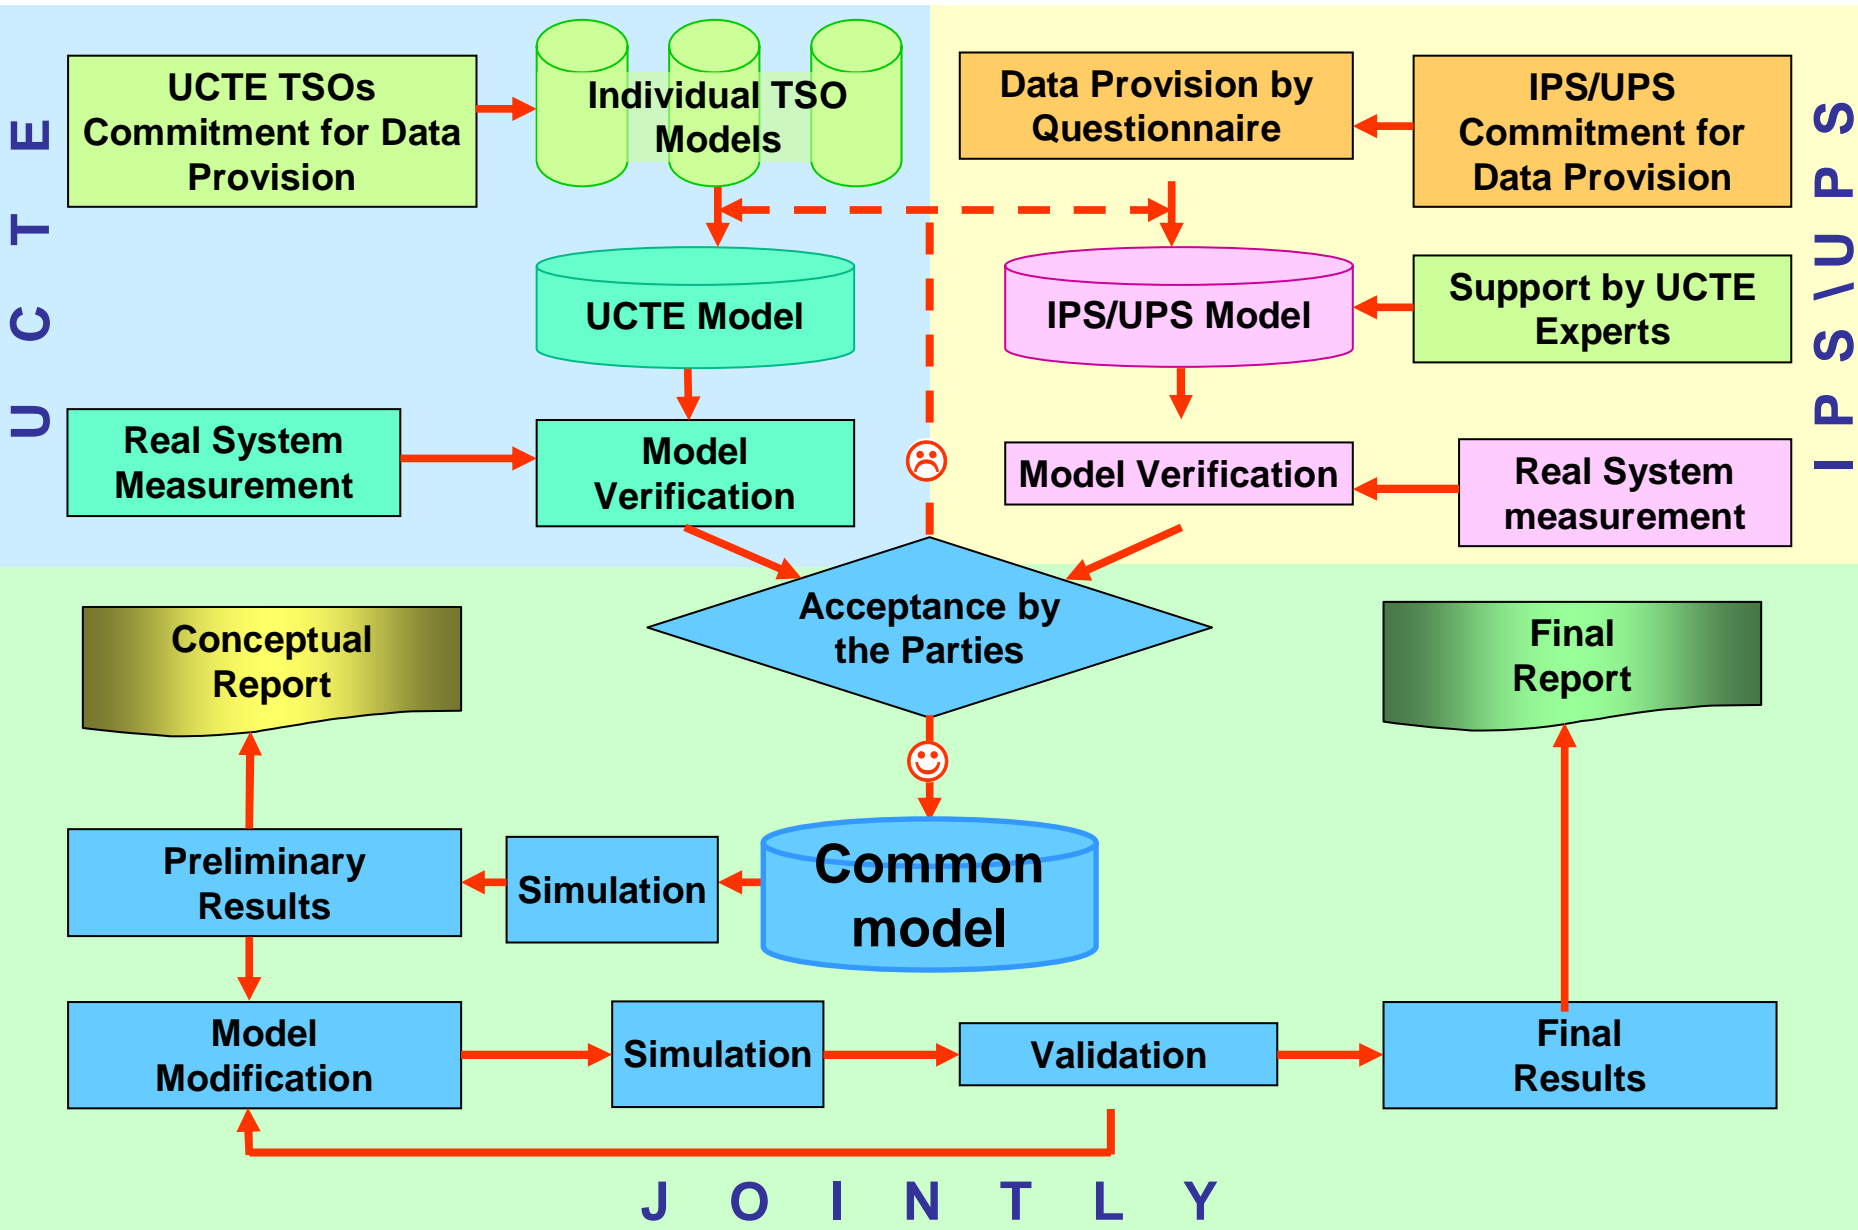 UCTE
UCTE TSOs
Commitment for Data
Provision
Individual TSO
Models
Data Provision by
Questionnaire
IPS/UPS
Commitment for
Data Provision
IPS\UPS
UCTE Model
IPS/UPS Model
Support by UCTE
Experts
Real System
Measurement
Model
Verification
Model Verification
Real System
measurement
Acceptance by
the Parties
Conceptual
Report
Final
Report
Preliminary
Results
Simulation
Common
model
Model
Modification
Simulation
Validation
Final
Results
JOINTLY